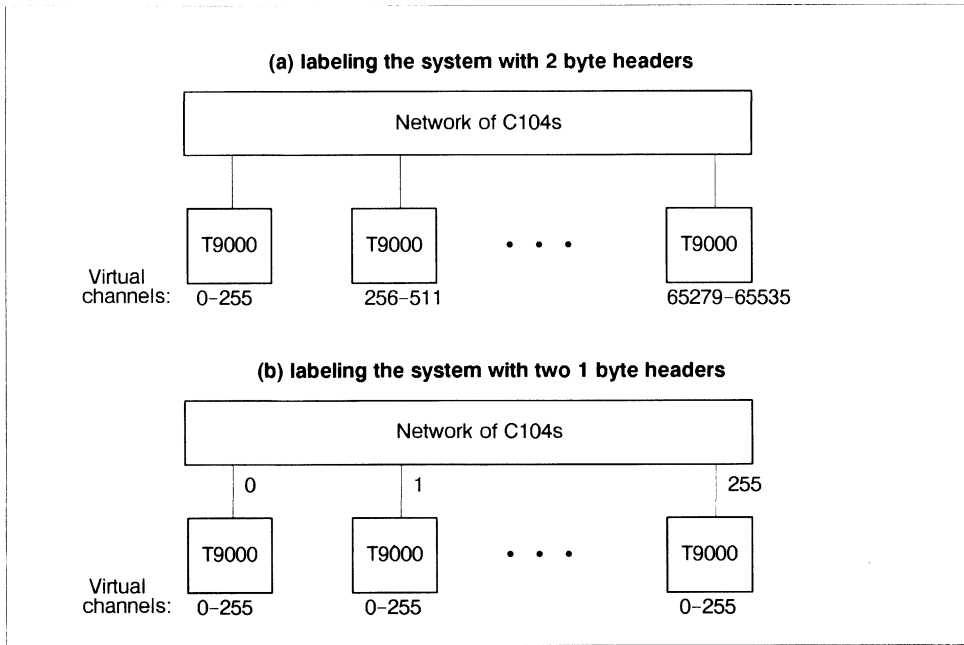 (a) labeling the system with 2 byte headers
Network of C104s
T9000 T9000 • • • T9000
Virtual
channels: 0-255 256-511 65279-65535
(b) labeling the system with two 1 byte headers
Network of C104s
0 1 255
T9000 T9000 • • • T9000
Virtual
channels: 0-255 0-255 0-255